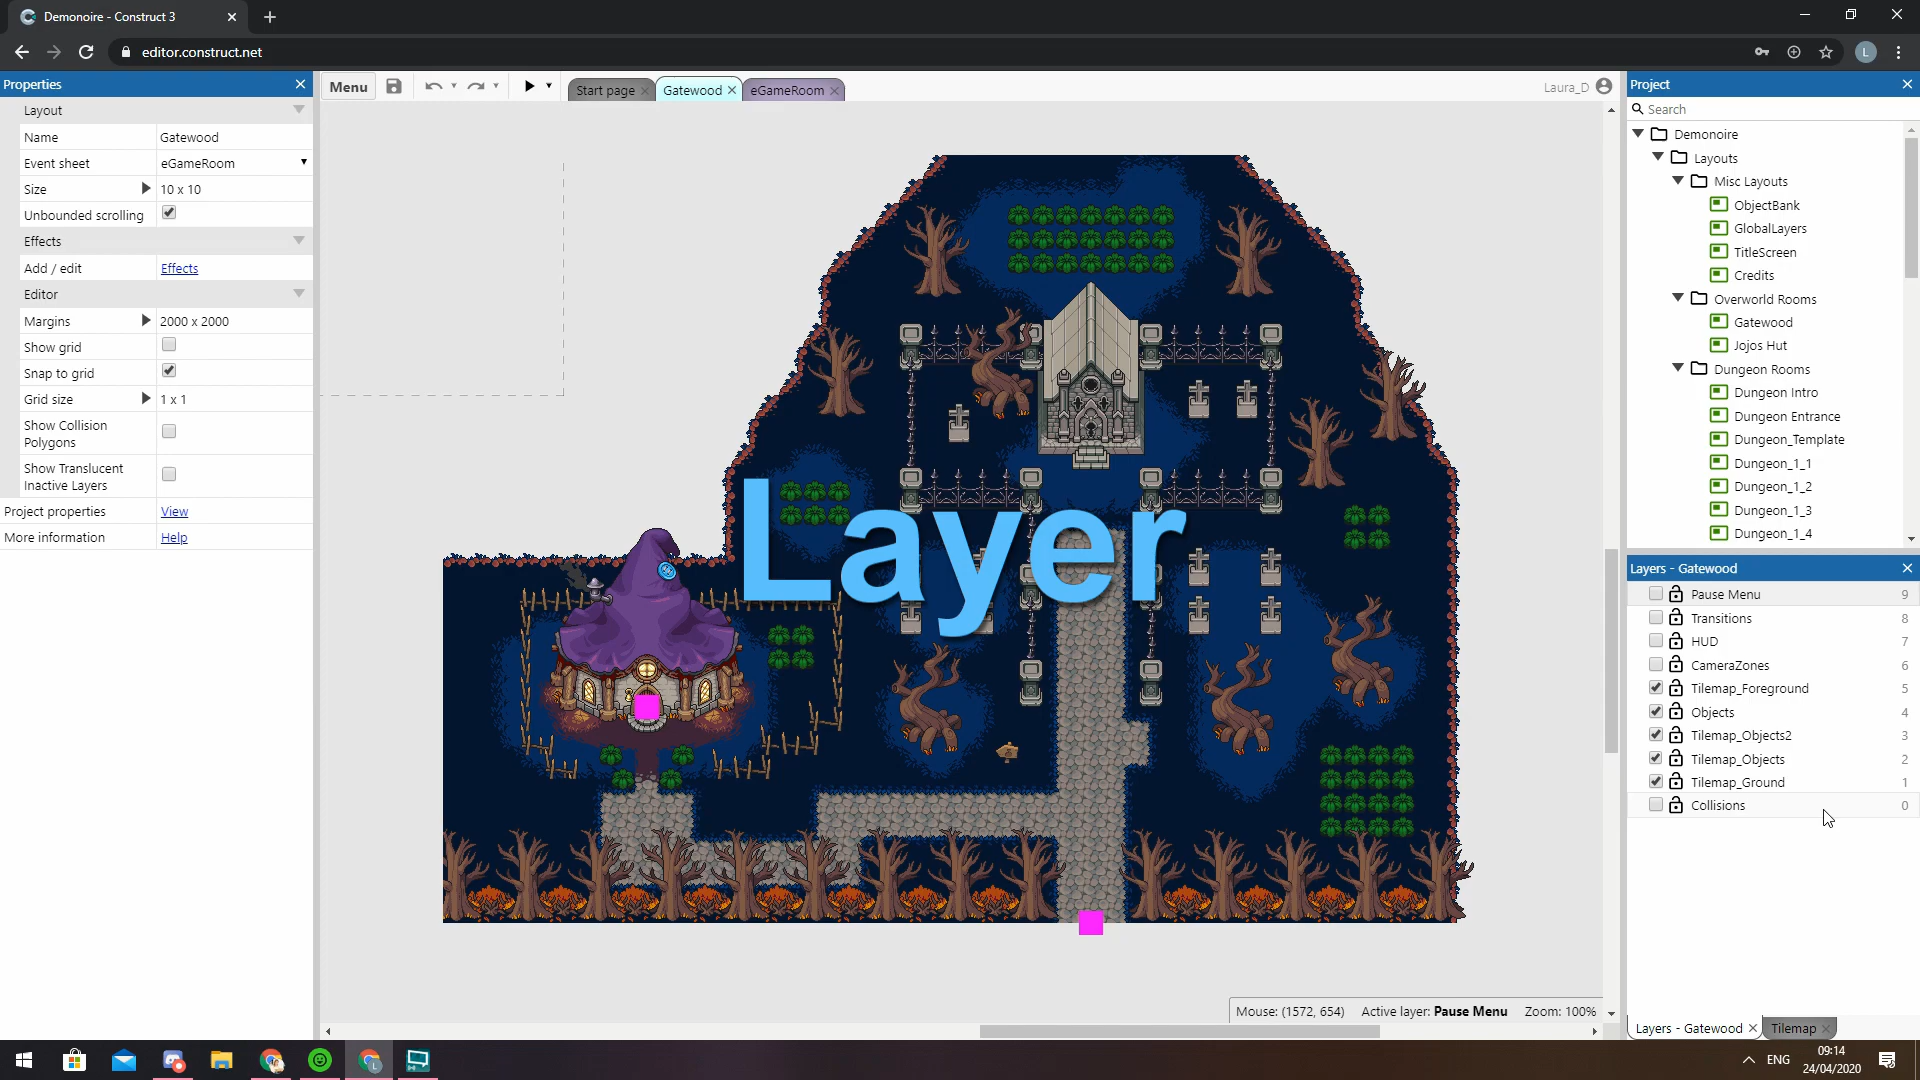 Demonoire - Construct 3
editor.construct.net
L
Properties
Layout
Name Gatewood
Event sheet eGameRoom
Size 10 x 10
Unbounded scrolling
Effects
Add / edit Effects
Editor
Margins 2000 x 2000
Show grid
Snap to grid
Grid size 1 x 1
Show Collision
Polygons
Show Translucent
Inactive Layers
Project properties View
More information Help
Menu
Start page
Gatewood
eGameRoom
Laura_D
Layer
Mouse: (1572, 654) Active layer: Pause Menu Zoom: 100%
Project
Search
Demonoire
Layouts
Misc Layouts
ObjectBank
GlobalLayers
TitleScreen
Credits
Overworld Rooms
Gatewood
Jojos Hut
Dungeon Rooms
Dungeon Intro
Dungeon Entrance
Dungeon_Template
Dungeon_1_1
Dungeon_1_2
Dungeon_1_3
Dungeon_1_4
Layers - Gatewood
Pause Menu 9
Transitions 8
HUD 7
CameraZones 6
Tilemap_Foreground 5
Objects 4
Tilemap_Objects2 3
Tilemap_Objects 2
Tilemap_Ground 1
Collisions 0
Layers - Gatewood
Tilemap
ENG
09:14
24/04/2020